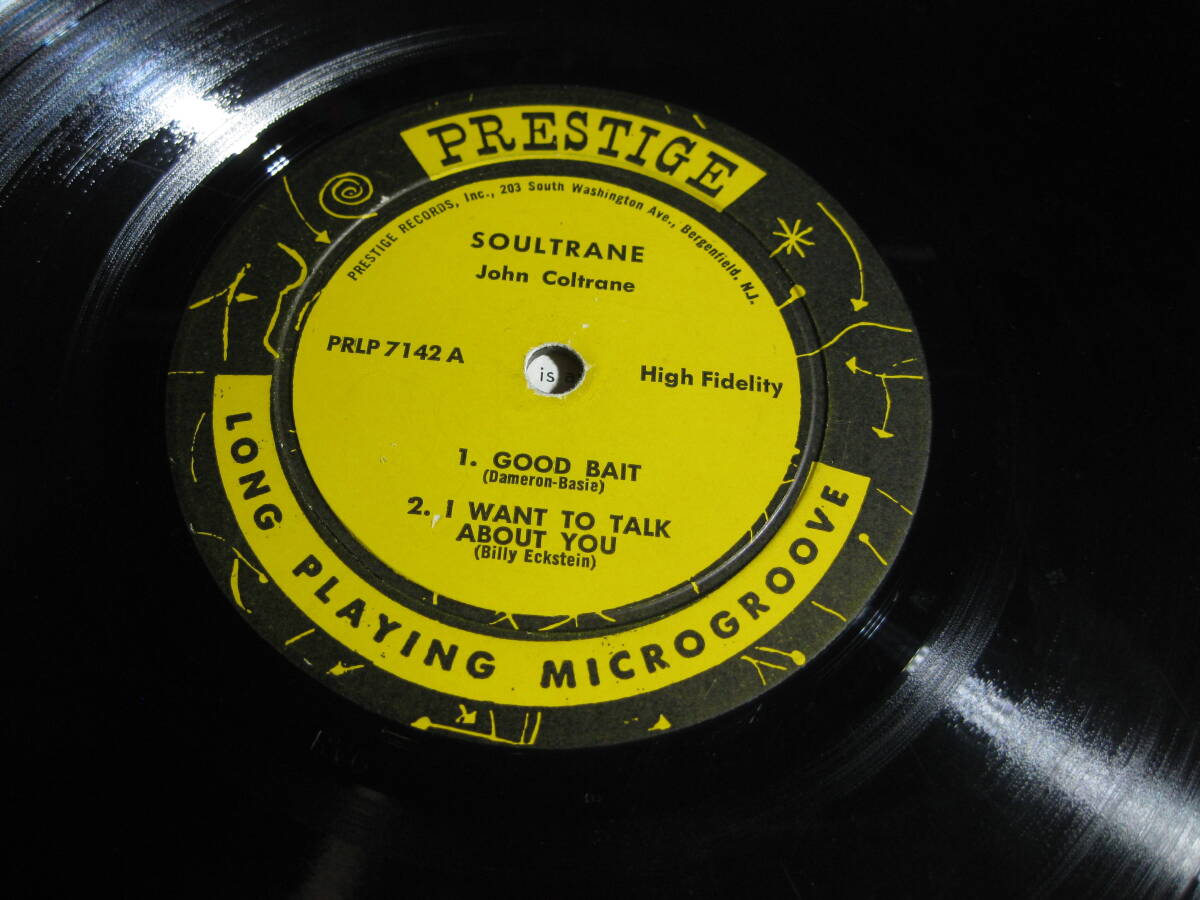 PRESTIGE
PRESTIGE RECORDS, Inc., 203 South Washington Ave., Bergenfield, N.J.
SOULTRANE
John Coltrane
PRLP 7142 A
High Fidelity
is a
1. GOOD BAIT
(Dameron-Basie)
2. I WANT TO TALK
ABOUT YOU
(Billy Eckstein)
LONG PLAYING MICROGROOVE